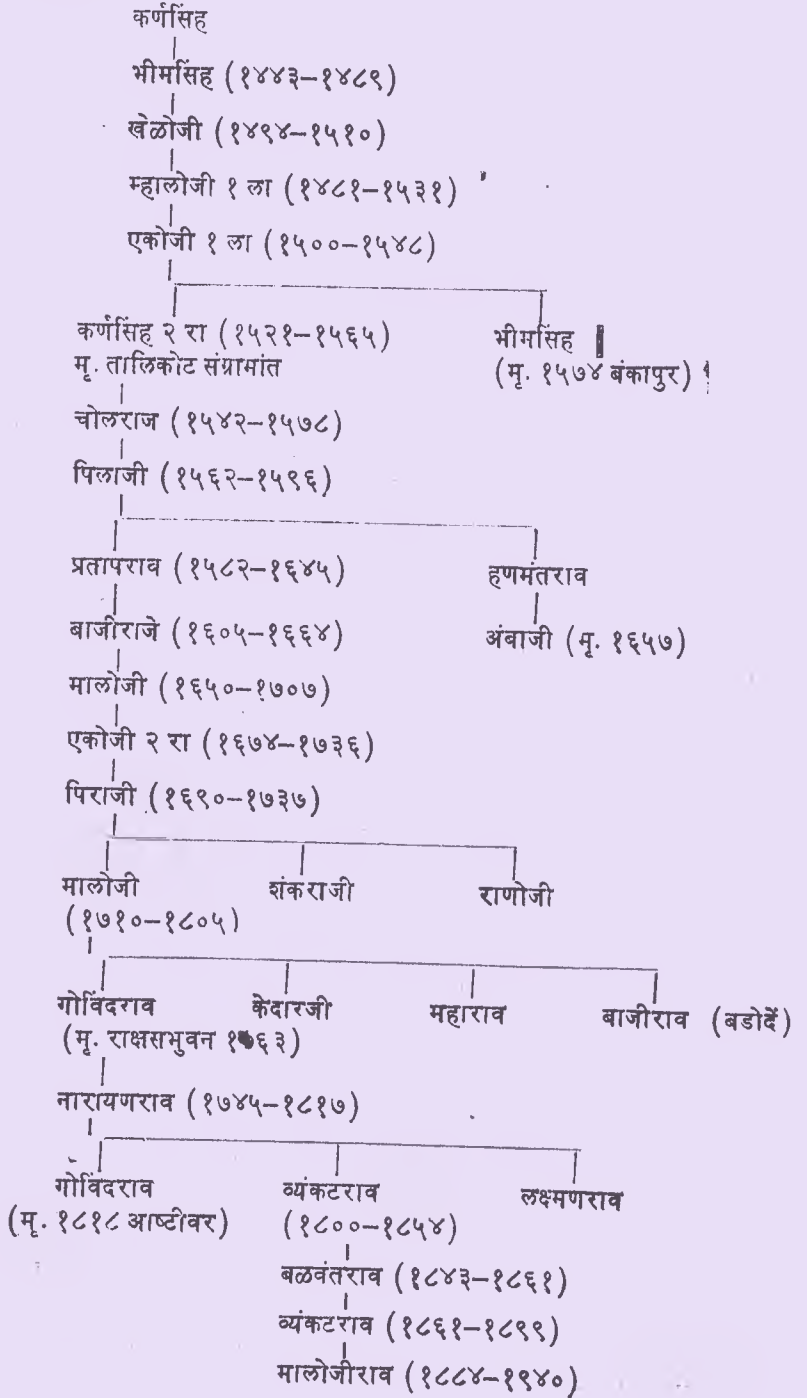 कर्णसिंह
भीमसिंह (१४४३–१४८९)
खेळोजी (१४९४–१५१०)
म्हालोजी १ ला (१४८१–१५३१)
एकोजी १ ला (१५००–१५४८)
कर्णसिंह २ रा (१५२१–१५६५) भीमसिंह
मृ. तालिकोट संग्रामांत (मृ. १५७४ बंकापुर)
चोलराज (१५४२–१५७८)
पिलाजी (१५६२–१५९६)
प्रतापराव (१५८२–१६४५) हणमंतराव
बाजीराजे (१६०५–१६६४) अंबाजी (मृ. १६५७)
मालोजी (१६५०–१७०७)
एकोजी २ रा (१६७४–१७३६)
पिराजी (१६९०–१७३७)
मालोजी शंकराजी राणोजी
(१७१०–१८०५)
गोविंदराव केदारजी महाराव बाजीराव (बडोदें)
(मृ. राक्षसभुवन १७६३)
नारायणराव (१७४५–१८१७)
गोविंदराव व्यंकटराव लक्ष्मणराव
(मृ. १८१८ आष्टीवर) (१८००–१८५४)
बळवंतराव (१८४३–१८६१)
व्यंकटराव (१८६१–१८९९)
मालोजीराव (१८८४–१९४०)